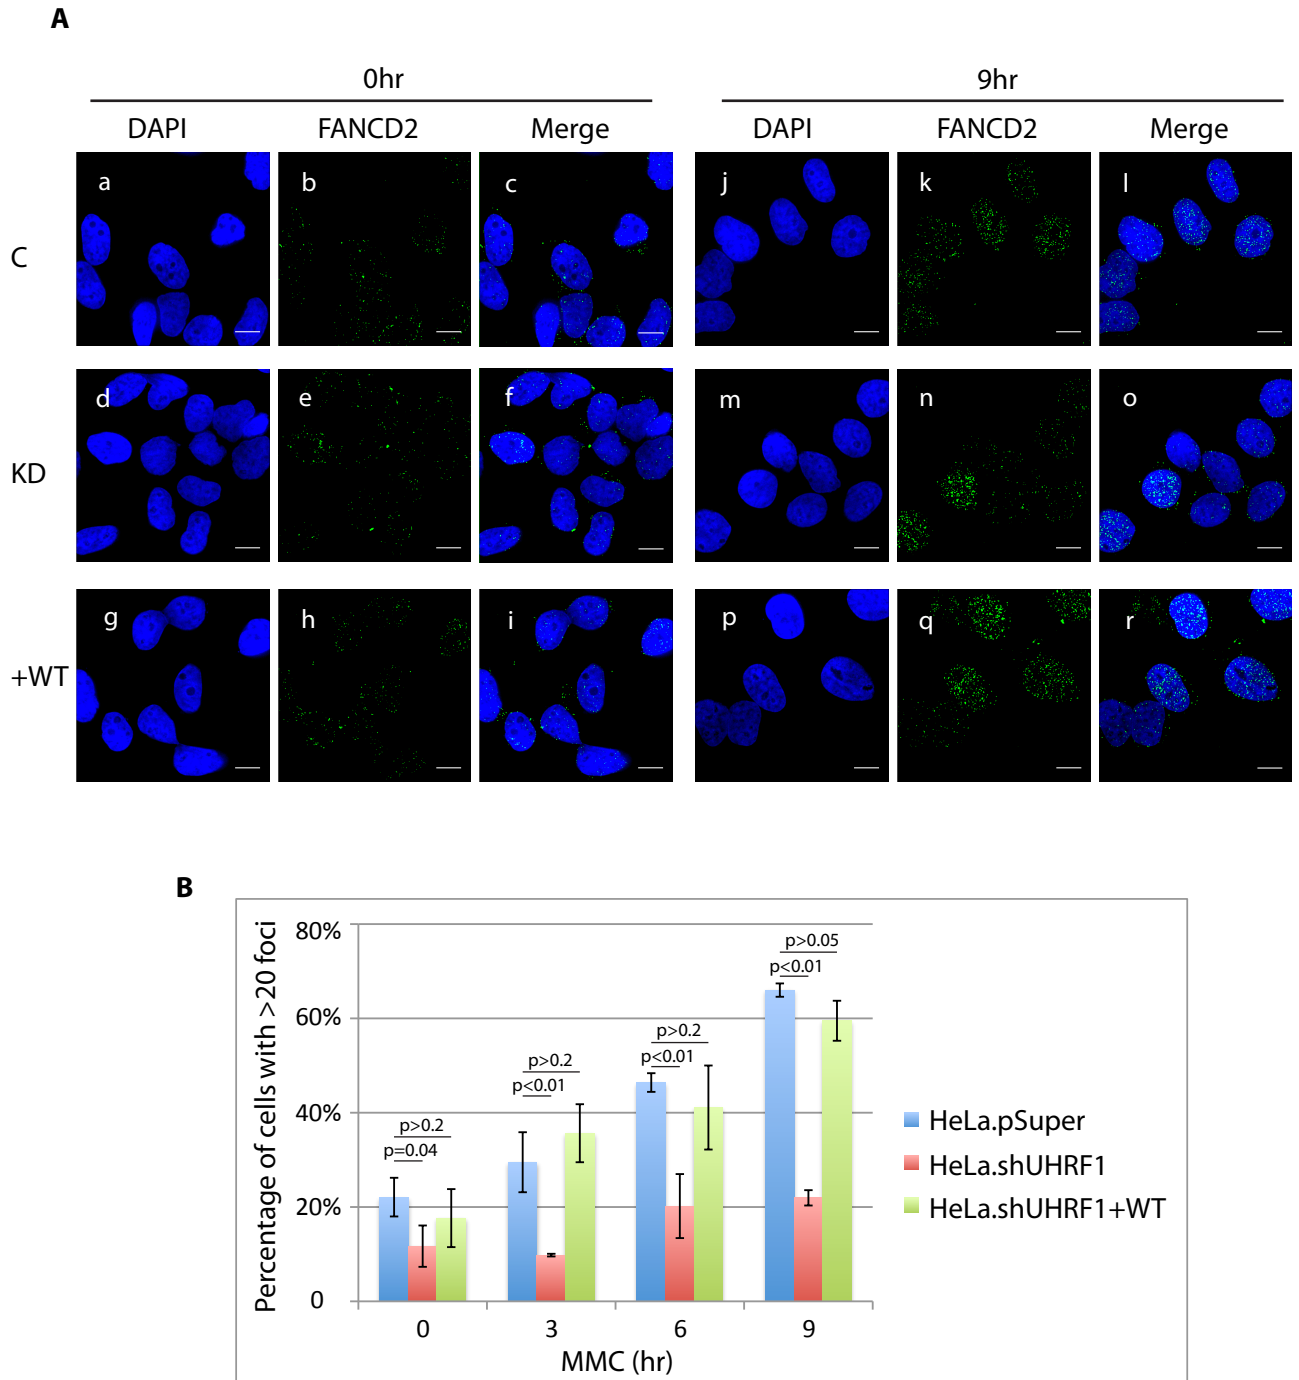 A
0hr 9hr
DAPI FANCD2 Merge DAPI FANCD2 Merge
a b c j k l
C
d e f m n o
KD
g h i p q r
+WT
B
Percentage of cells with >20 foci
80%
60%
40%
20%
0
p>0.2
p=0.04
p>0.2
p<0.01
p>0.2
p<0.01
p>0.05
p<0.01
0 3 6 9
MMC (hr)
HeLa.pSuper
HeLa.shUHRF1
HeLa.shUHRF1+WT